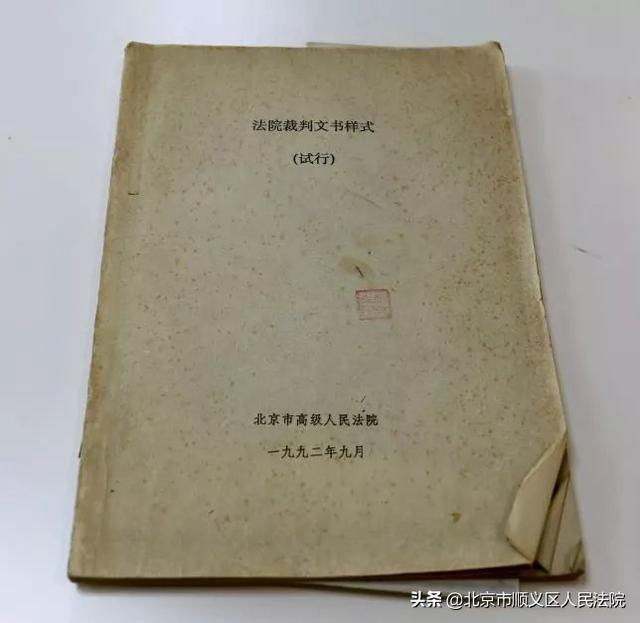 法院裁判文书样式
(试行)
北京市高级人民法院
一九九二年九月
头条 @北京市顺义区人民法院